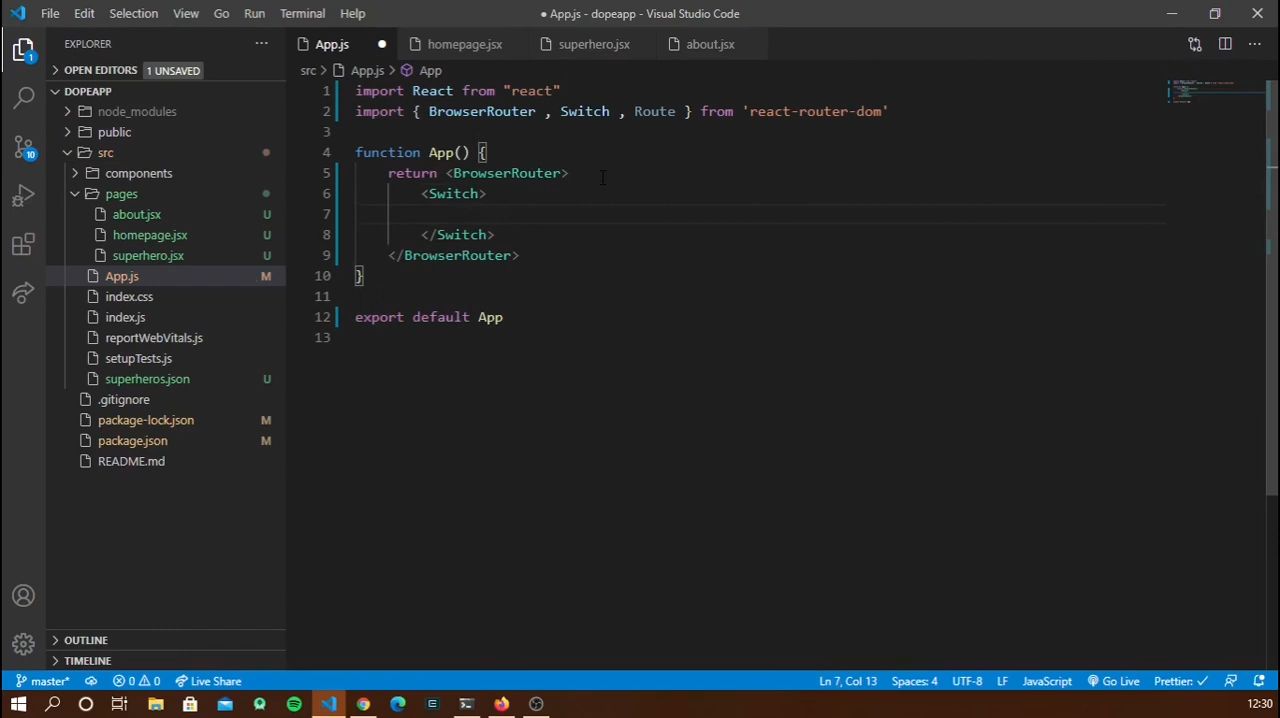 File Edit Selection View Go Run Terminal Help
● App.js - dopeapp - Visual Studio Code
EXPLORER
App.js
homepage.jsx
superhero.jsx
about.jsx
OPEN EDITORS 1 UNSAVED
src > App.js > App
DOPEAPP
node_modules
public
src
components
pages
about.jsx U
homepage.jsx U
superhero.jsx U
App.js M
index.css
index.js
reportWebVitals.js
setupTests.js
superheros.json U
.gitignore
package-lock.json M
package.json M
README.md
OUTLINE
TIMELINE
1
10
1 import React from "react"
2 import { BrowserRouter , Switch , Route } from 'react-router-dom'
3
4 function App() {
5 return <BrowserRouter>
6 <Switch>
7
8 </Switch>
9 </BrowserRouter>
10 }
11
12 export default App
13
master* 0 0 Live Share
Ln 7, Col 13 Spaces: 4 UTF-8 LF JavaScript Go Live Prettier: ✓
12:30